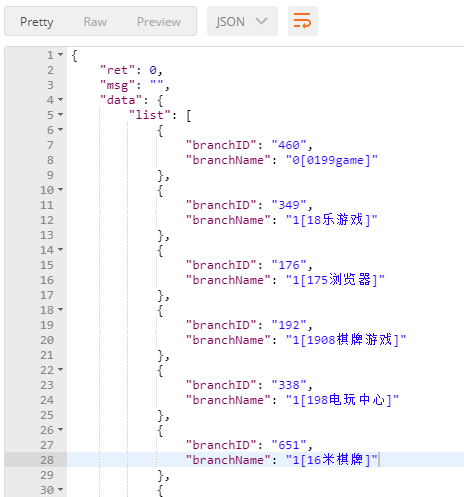 Pretty Raw Preview JSON
1 {
2 "ret": 0,
3 "msg": "",
4 "data": {
5 "list": [
6 {
7 "branchID": "460",
8 "branchName": "0[0199game]"
9 },
10 {
11 "branchID": "349",
12 "branchName": "1[18乐游戏]"
13 },
14 {
15 "branchID": "176",
16 "branchName": "1[175浏览器]"
17 },
18 {
19 "branchID": "192",
20 "branchName": "1[1908棋牌游戏]"
21 },
22 {
23 "branchID": "338",
24 "branchName": "1[198电玩中心]"
25 },
26 {
27 "branchID": "651",
28 "branchName": "1[16米棋牌]"
29 },
30 {